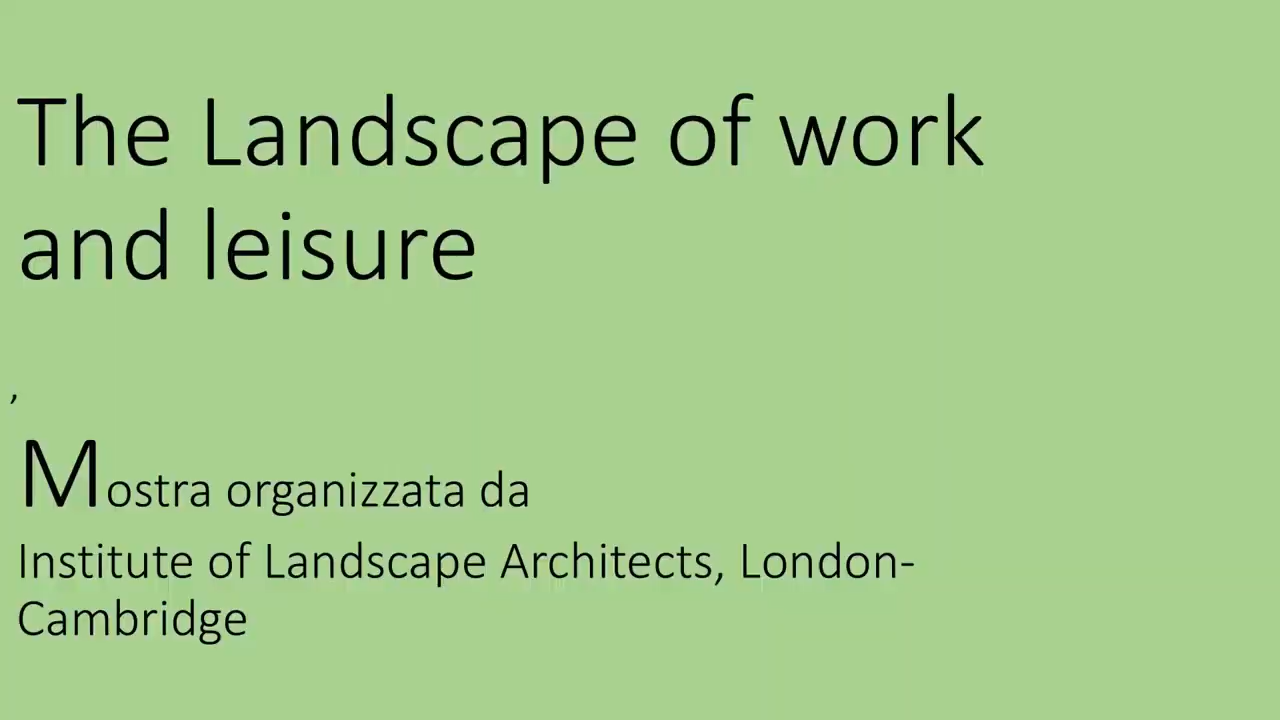 The Landscape of work
and leisure
,
Mostra organizzata da
Institute of Landscape Architects, London-
Cambridge